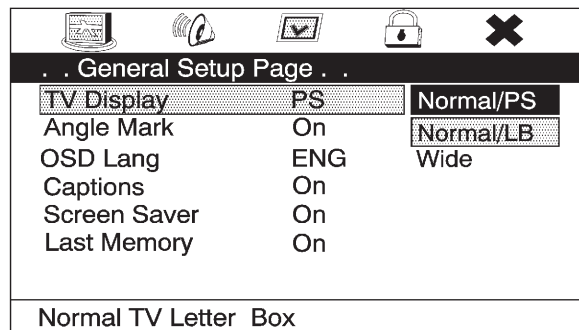 . . General Setup Page . .
TV Display PS Normal/PS
Angle Mark On Normal/LB
OSD Lang ENG Wide
Captions On
Screen Saver On
Last Memory On
Normal TV Letter Box